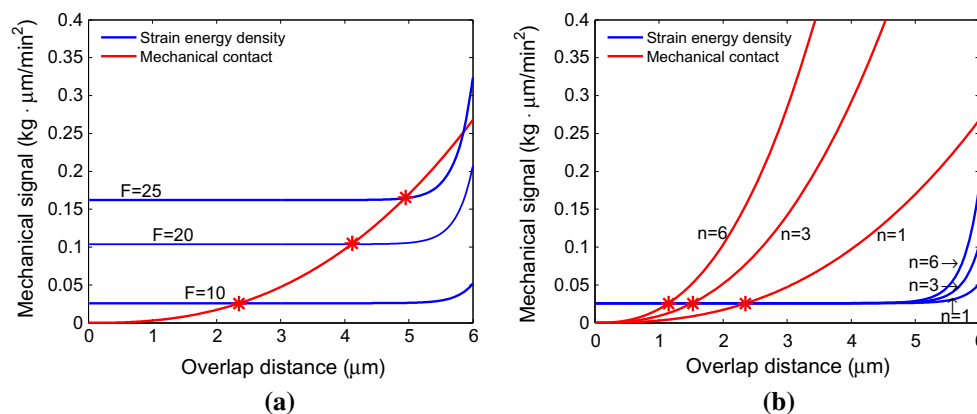 Mechanical signal (kg · μm/min²)
0.4
0.35
0.3
0.25
0.2
0.15
0.1
0.05
0
Strain energy density
Mechanical contact
F=25
F=20
F=10
0 1 2 3 4 5 6
Overlap distance (μm)
(a)
Mechanical signal (kg · μm/min²)
0.4
0.35
0.3
0.25
0.2
0.15
0.1
0.05
0
Strain energy density
Mechanical contact
n=6
n=3
n=1
n=6→
n=3→
n=1
0 1 2 3 4 5 6
Overlap distance (μm)
(b)